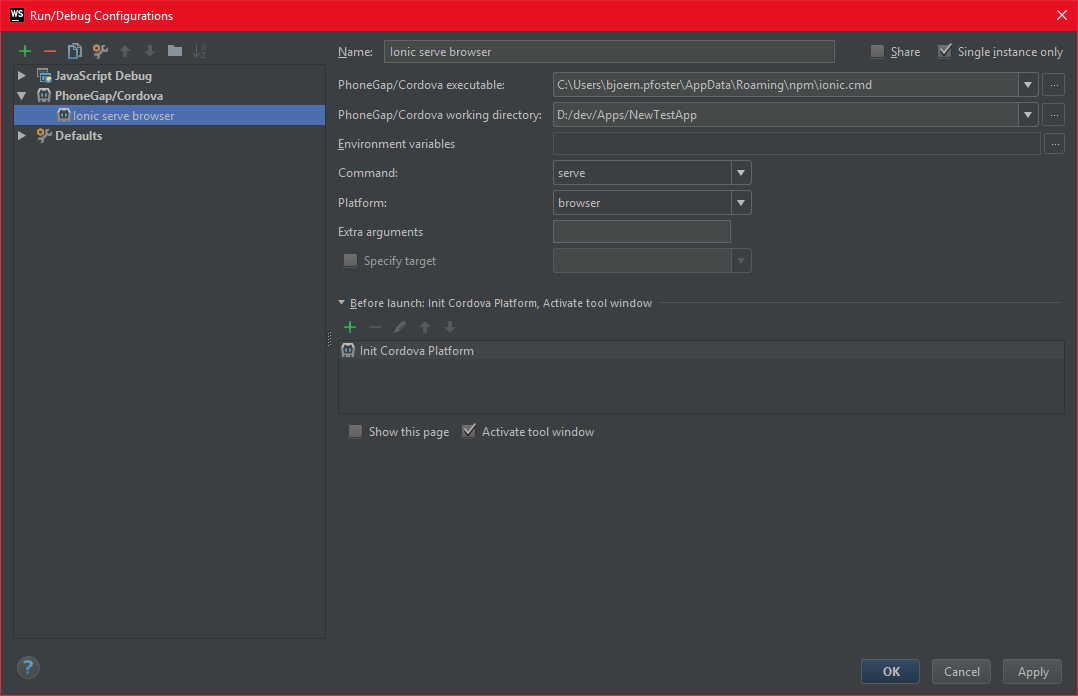 WS Run/Debug Configurations
Name: Ionic serve browser Share Single instance only
JavaScript Debug
PhoneGap/Cordova
Ionic serve browser
Defaults
PhoneGap/Cordova executable: C:\Users\bjoern.pfoster\AppData\Roaming\npm\ionic.cmd ...
PhoneGap/Cordova working directory: D:/dev/Apps/NewTestApp ...
Environment variables ...
Command: serve
Platform: browser
Extra arguments
Specify target
Before launch: Init Cordova Platform, Activate tool window
Init Cordova Platform
Show this page Activate tool window
? OK Cancel Apply